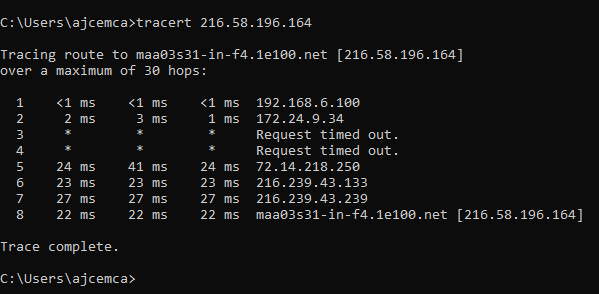 C:\Users\ajcemca>tracert 216.58.196.164
Tracing route to maa03s31-in-f4.1e100.net [216.58.196.164]
over a maximum of 30 hops:
1 <1 ms <1 ms <1 ms 192.168.6.100
2 2 ms 3 ms 1 ms 172.24.9.34
3 * * * Request timed out.
4 * * * Request timed out.
5 24 ms 41 ms 24 ms 72.14.218.250
6 23 ms 23 ms 23 ms 216.239.43.133
7 27 ms 27 ms 27 ms 216.239.43.239
8 22 ms 22 ms 22 ms maa03s31-in-f4.1e100.net [216.58.196.164]
Trace complete.
C:\Users\ajcemca>